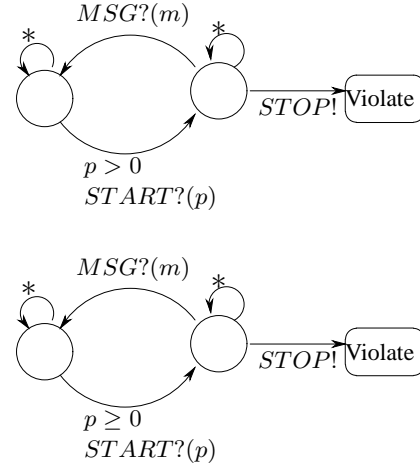 MSG?(m)
* *
STOP!
Violate
p > 0
START?(p)
MSG?(m)
* *
STOP!
Violate
p ≥ 0
START?(p)